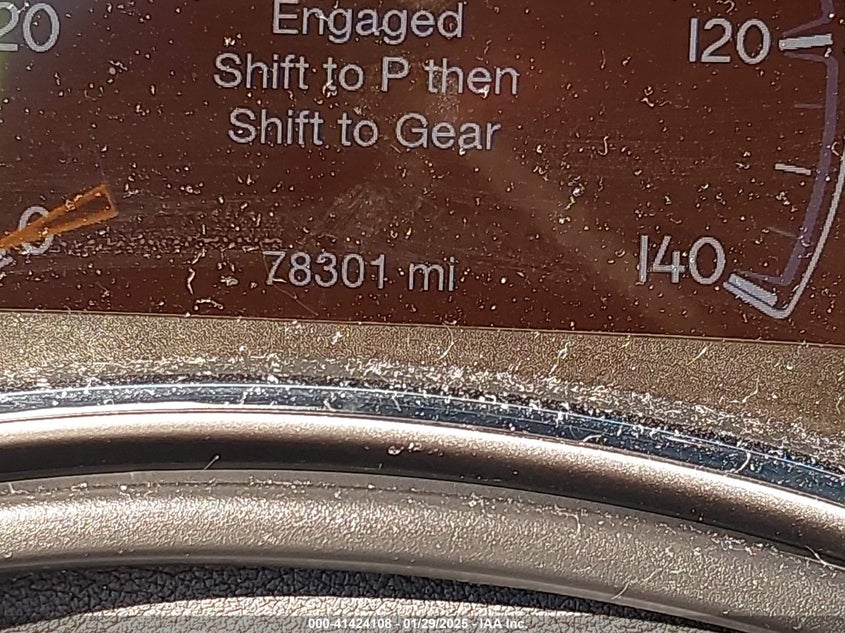 20
Engaged
120
Shift to P then
Shift to Gear
0
78301 mi
140
000-41424108 - 01/29/2025 - IAA Inc.